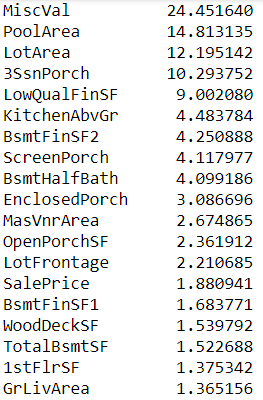 MiscVal 24.451640
PoolArea 14.813135
LotArea 12.195142
3SsnPorch 10.293752
LowQualFinSF 9.002080
KitchenAbvGr 4.483784
BsmtFinSF2 4.250888
ScreenPorch 4.117977
BsmtHalfBath 4.099186
EnclosedPorch 3.086696
MasVnrArea 2.674865
OpenPorchSF 2.361912
LotFrontage 2.210685
SalePrice 1.880941
BsmtFinSF1 1.683771
WoodDeckSF 1.539792
TotalBsmtSF 1.522688
1stFlrSF 1.375342
GrLivArea 1.365156